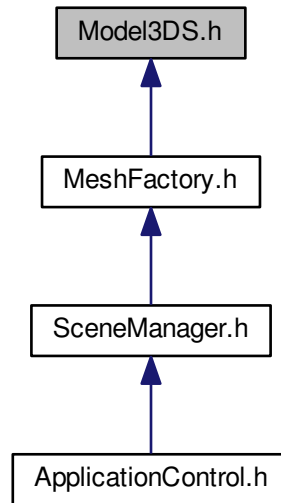 Model3DS.h
MeshFactory.h
SceneManager.h
ApplicationControl.h